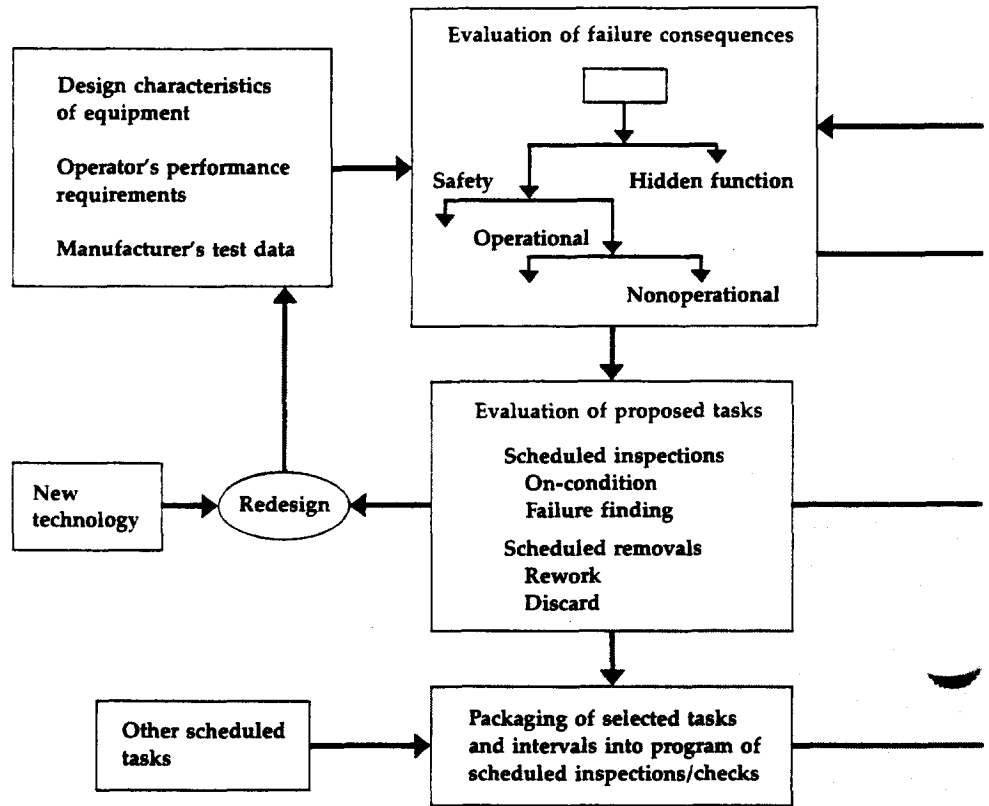 Evaluation of failure consequences
Design characteristics
of equipment
Operator's performance
requirements
Manufacturer's test data
Safety
Hidden function
Operational
Nonoperational
Evaluation of proposed tasks
Scheduled inspections
On-condition
Failure finding
Scheduled removals
Rework
Discard
New
technology
Redesign
Other scheduled
tasks
Packaging of selected tasks
and intervals into program of
scheduled inspections/checks